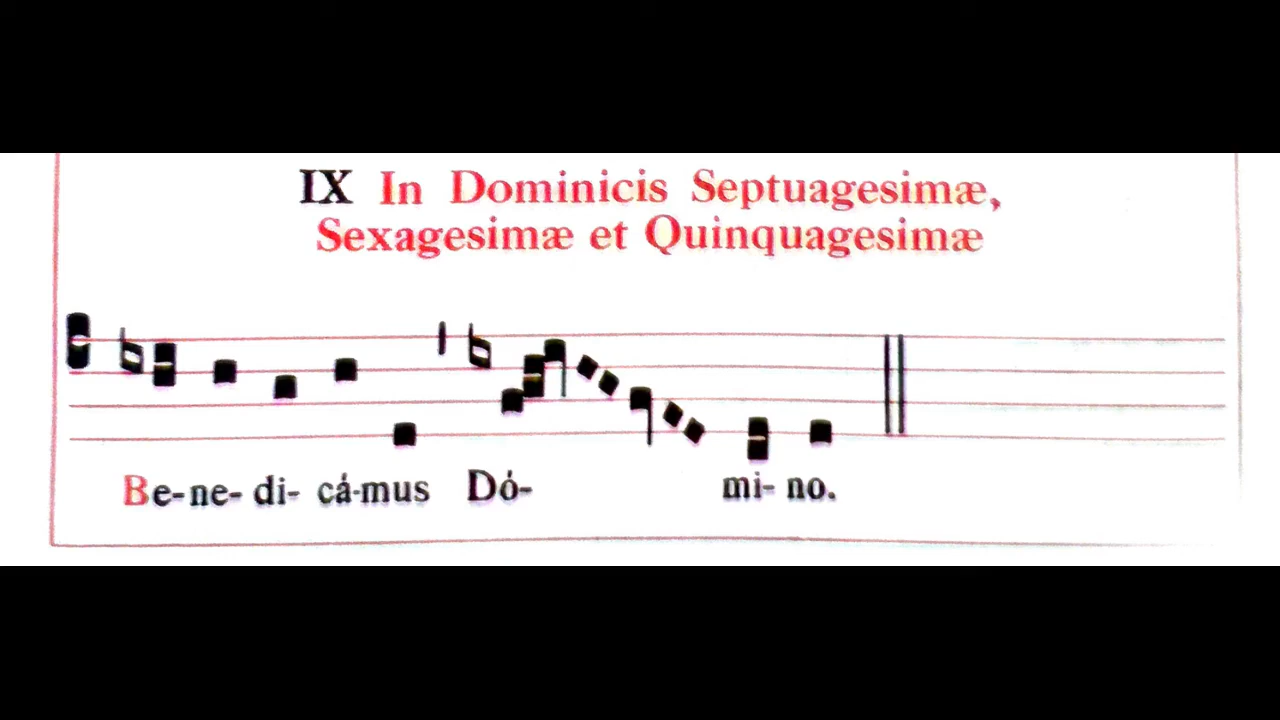 IX In Dominicis Septuagesimæ,
Sexagesimæ et Quinquagesimæ
Be-ne-di-cá-mus Dó-mi-no.